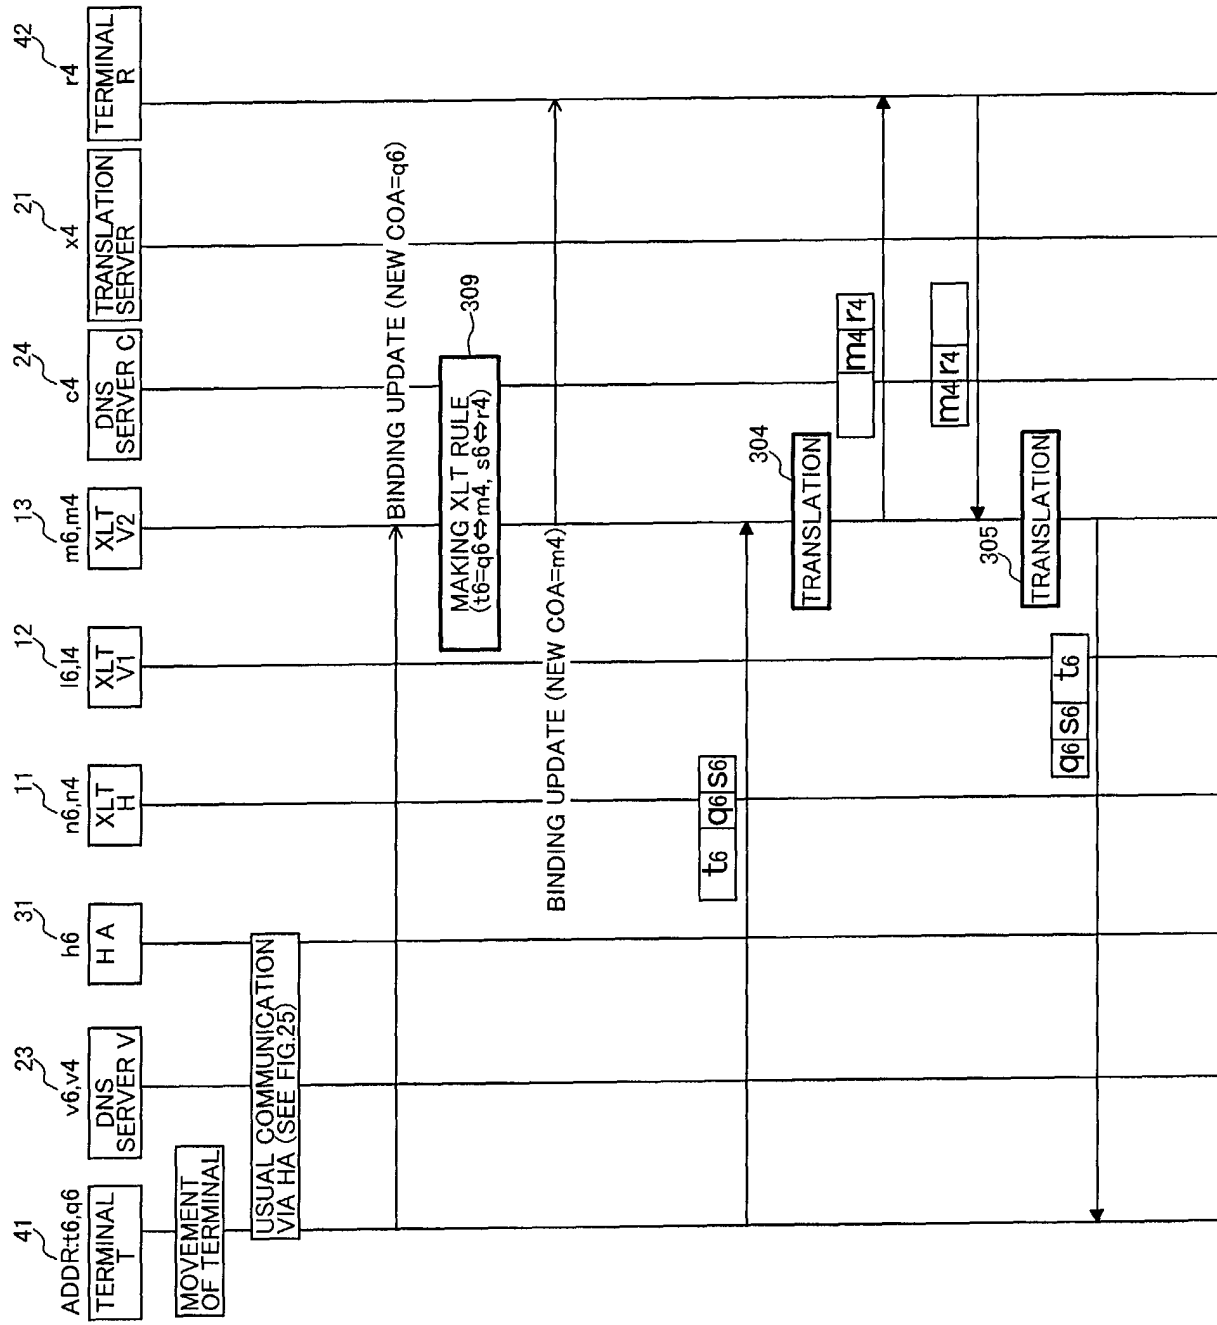 41
ADDR:t6,q6
TERMINAL
T
23
v6,v4
DNS
SERVER V
31
h6
H A
11
n6,n4
XLT
H
12
l6,l4
XLT
V1
13
m6,m4
XLT
V2
24
c4
DNS
SERVER C
21
x4
TRANSLATION
SERVER
42
r4
TERMINAL
R
MOVEMENT
OF TERMINAL
USUAL COMMUNICATION
VIA HA (SEE FIG.25)
BINDING UPDATE (NEW COA=q6)
309
MAKING XLT RULE
(t6=q6⇔m4, s6⇔r4)
BINDING UPDATE (NEW COA=m4)
t6 q6 s6
304
TRANSLATION
m4 r4
m4 r4
305
TRANSLATION
q6 s6 t6